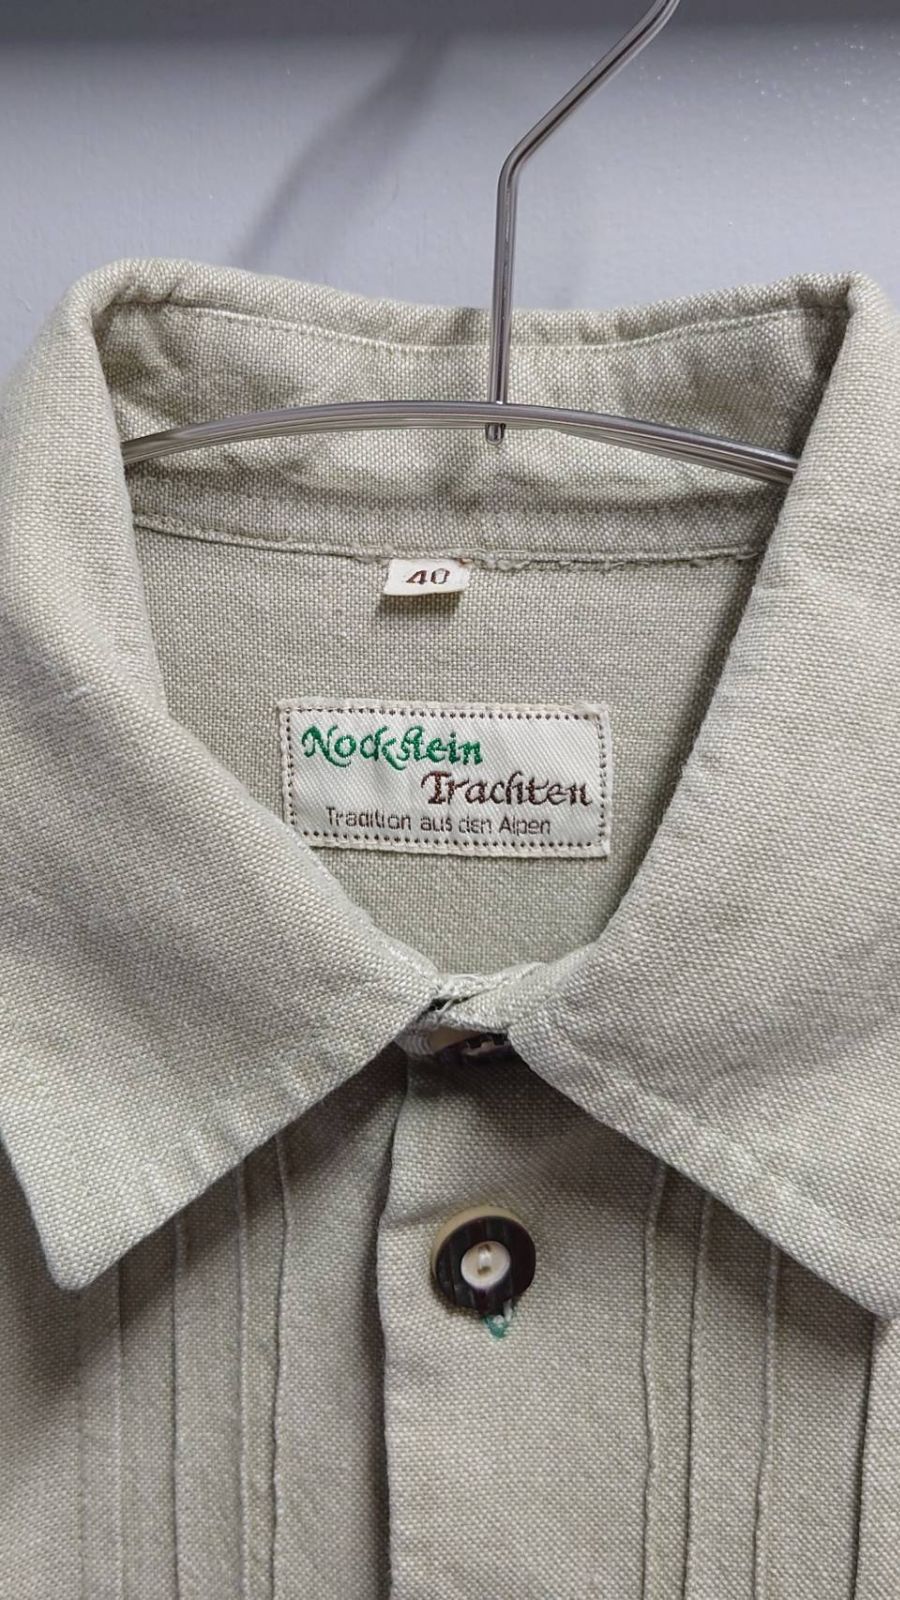 40
Nockstein
Trachten
Tradition aus den Alpen